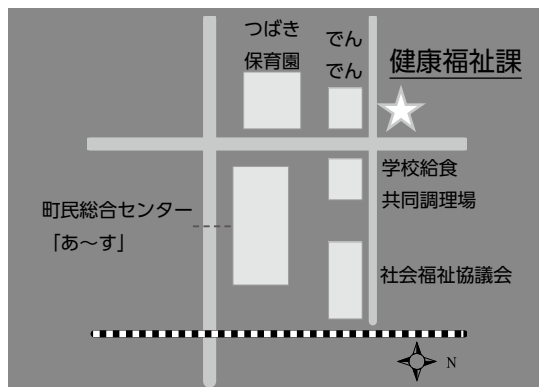 つばき
保育園
でん
でん
健康福祉課
学校給食
共同調理場
町民総合センター
「あ～す」
社会福祉協議会
N